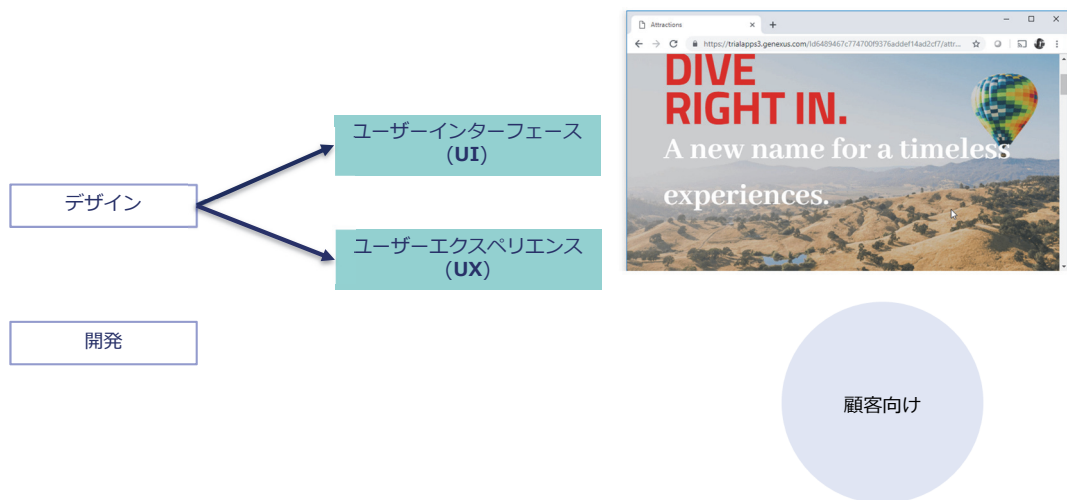 Attractions
https://trialapps3.genexus.com/Id6489467c774700f9376addef14ad2cf7/attr...
DIVE
RIGHT IN.
A new name for a timeless
experiences.
ユーザーインターフェース
(UI)
デザイン
ユーザーエクスペリエンス
(UX)
開発
顧客向け